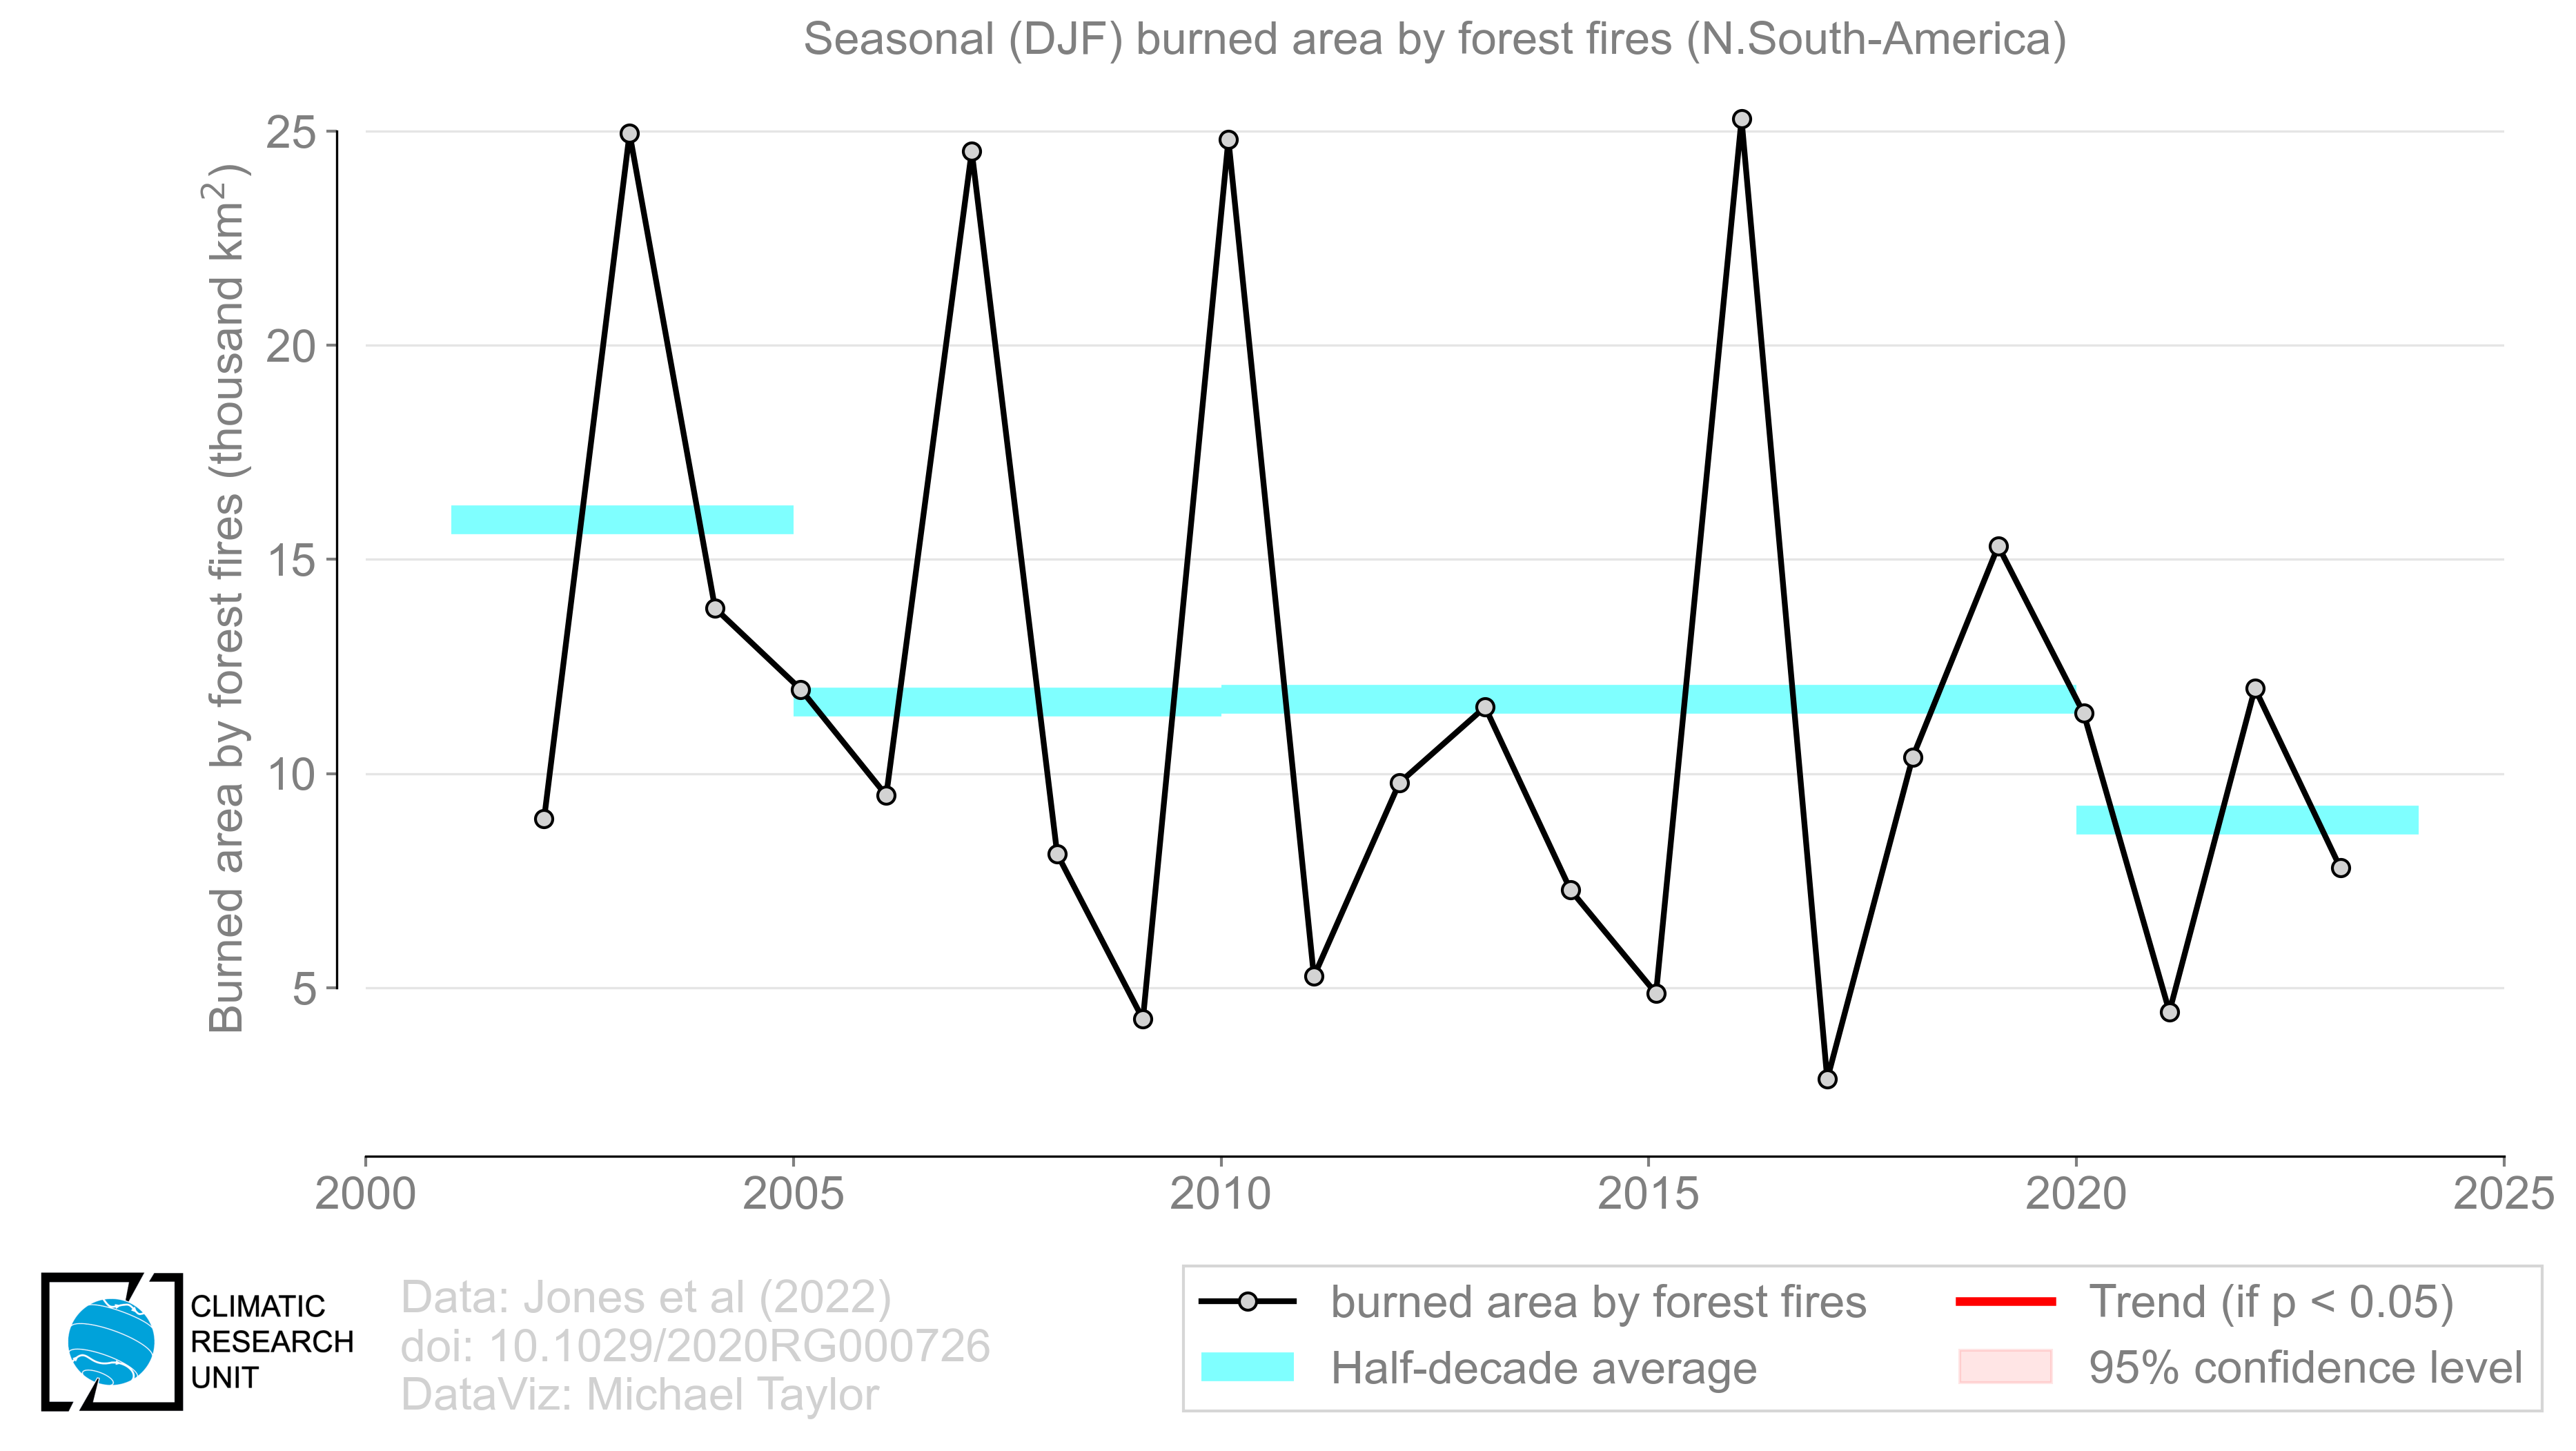 Seasonal (DJF) burned area by forest fires (N.South-America)
Burned area by forest fires (thousand km²)
25
20
15
10
5
2000
2005
2010
2015
2020
2025
CLIMATIC
RESEARCH
UNIT
Data: Jones et al (2022)
doi: 10.1029/2020RG000726
DataViz: Michael Taylor
burned area by forest fires
Half-decade average
Trend (if p < 0.05)
95% confidence level